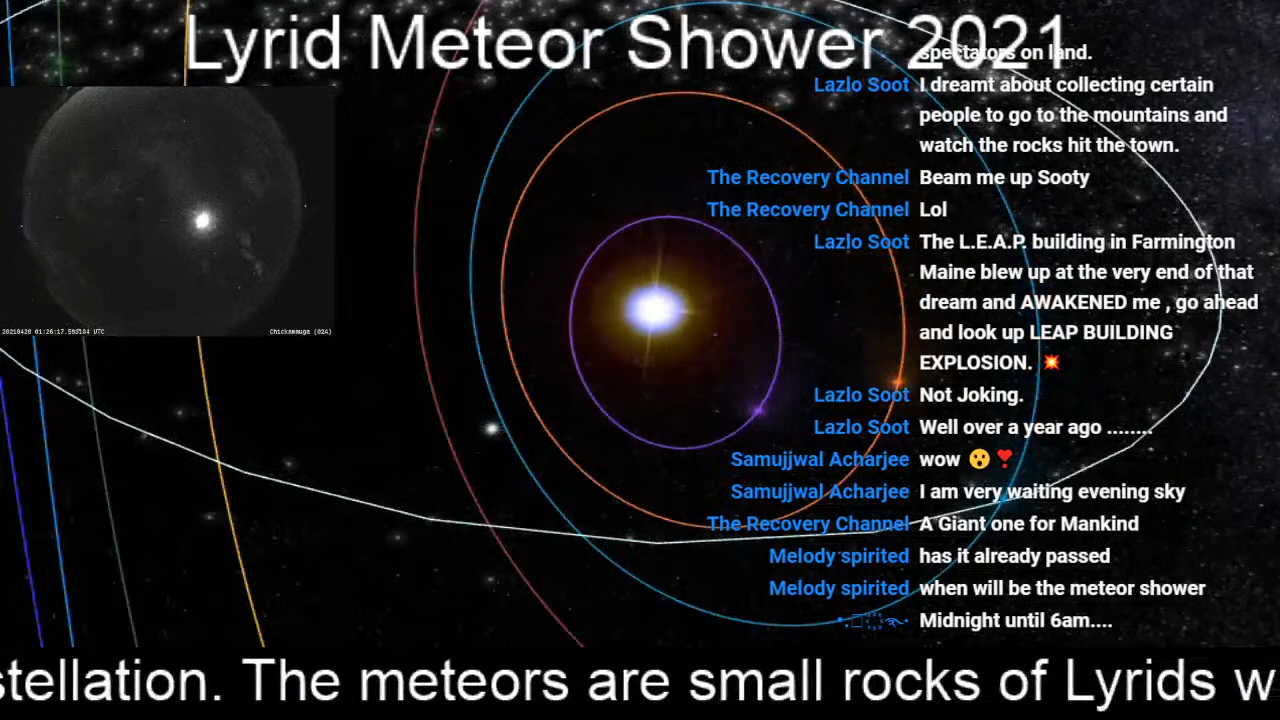 Lyrid Meteor Shower 2021
spectators on land.
Lazlo Soot I dreamt about collecting certain
people to go to the mountains and
watch the rocks hit the town.
The Recovery Channel Beam me up Sooty
The Recovery Channel Lol
Lazlo Soot The L.E.A.P. building in Farmington
Maine blew up at the very end of that
dream and AWAKENED me , go ahead
and look up LEAP BUILDING
EXPLOSION. 💥
Lazlo Soot Not Joking.
Lazlo Soot Well over a year ago ........
Samujjwal Acharjee wow 😮❣️
Samujjwal Acharjee I am very waiting evening sky
The Recovery Channel A Giant one for Mankind
Melody spirited has it already passed
Melody spirited when will be the meteor shower
Midnight until 6am....
Chickamauga (02A)
stellation. The meteors are small rocks of Lyrids w